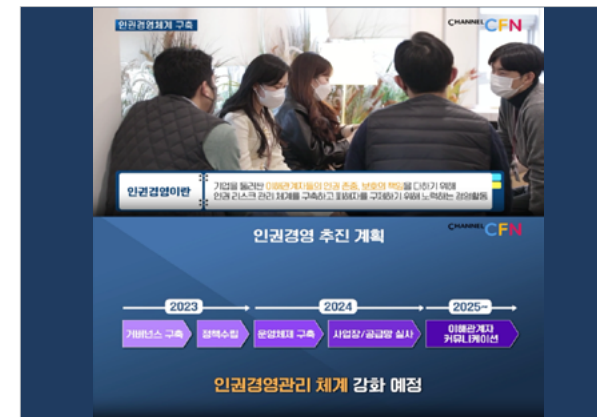 인권경영체계 구축
CHANNEL CFN
인권경영이란
기업을 둘러싼 이해관계자들의 인권 존중, 보호의 책임을 다하기 위해
인권 리스크 관리 체계를 구축하고 피해자를 구제하기 위해 노력하는 경영활동
CHANNEL CFN
인권경영 추진 계획
2023
2024
2025~
거버넌스 구축
정책수립
운영체제 구축
사업장/공급망 실사
이해관계자
커뮤니케이션
인권경영관리 체계 강화 예정